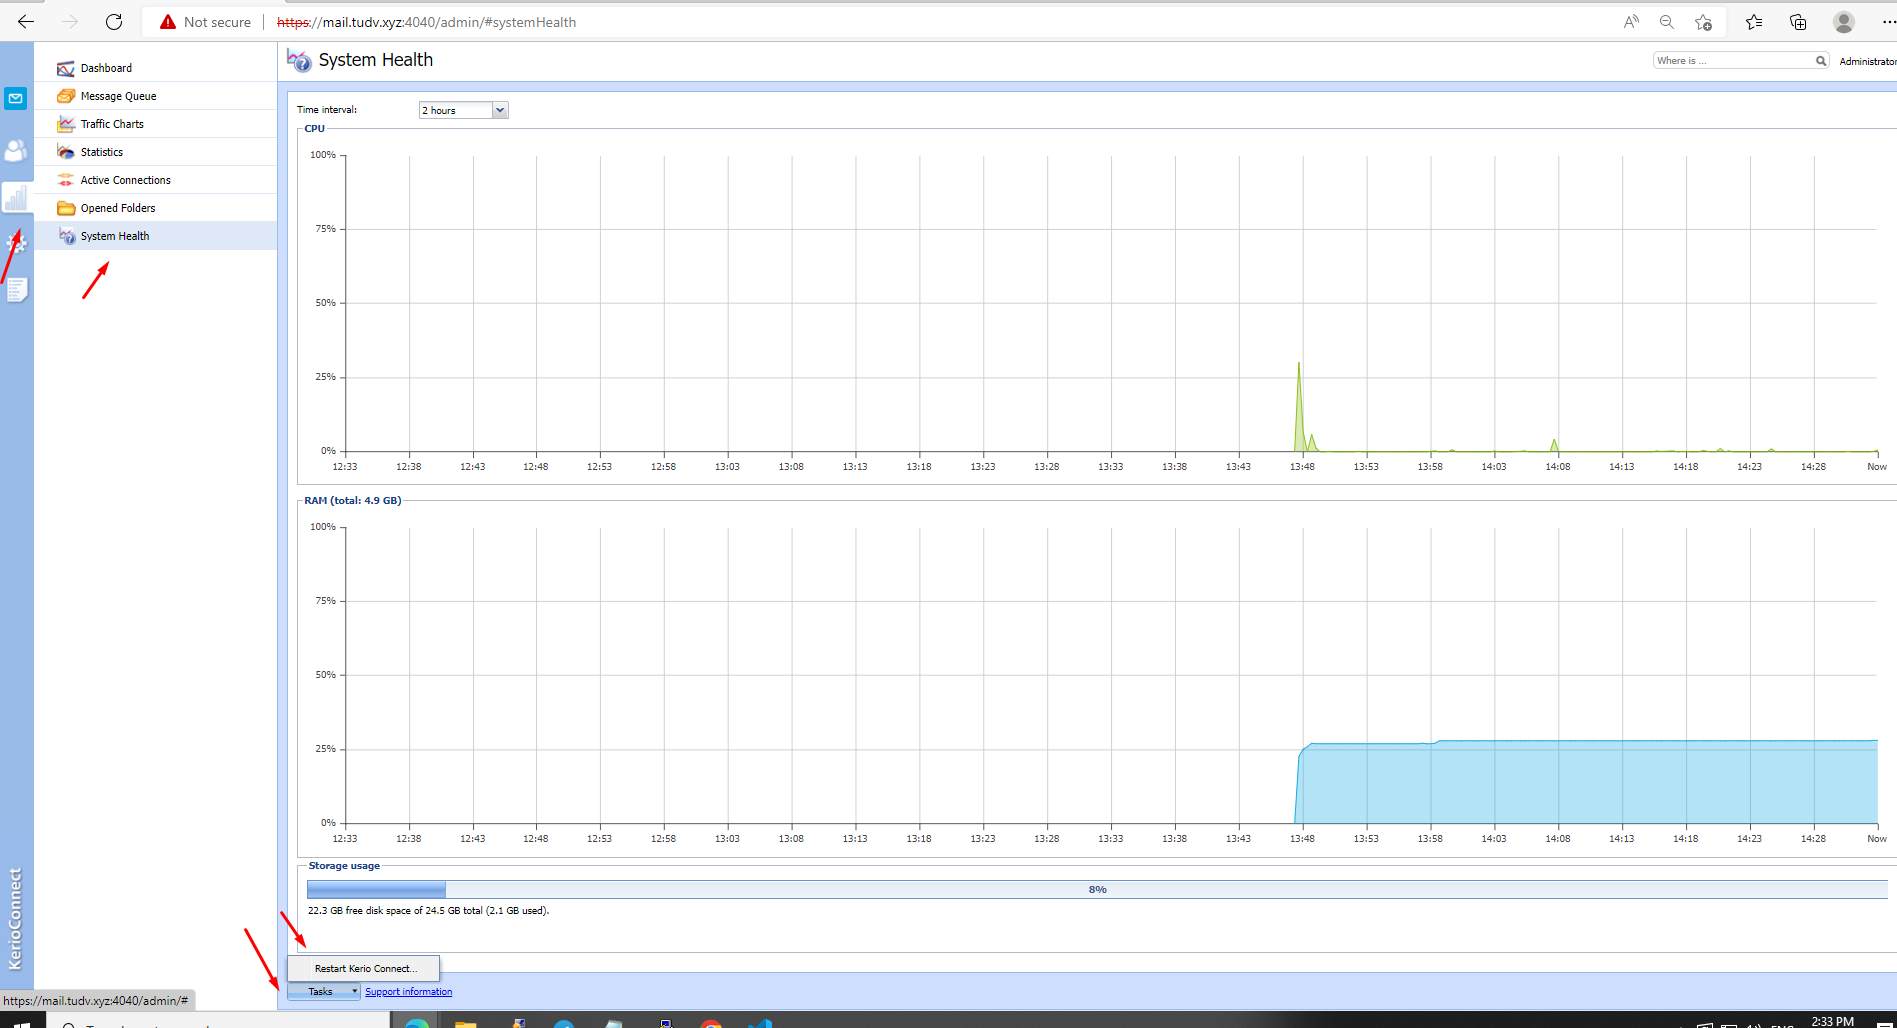 Not secure
https://mail.tudv.xyz:4040/admin/#systemHealth
Dashboard
Message Queue
Traffic Charts
Statistics
Active Connections
Opened Folders
System Health
KerioConnect
System Health
Where is ...
Administrator
Time interval:
2 hours
CPU
100%
75%
50%
25%
0%
12:33 12:38 12:43 12:48 12:53 12:58 13:03 13:08 13:13 13:18 13:23 13:28 13:33 13:38 13:43 13:48 13:53 13:58 14:03 14:08 14:13 14:18 14:23 14:28 Now
RAM (total: 4.9 GB)
100%
75%
50%
25%
0%
12:33 12:38 12:43 12:48 12:53 12:58 13:03 13:08 13:13 13:18 13:23 13:28 13:33 13:38 13:43 13:48 13:53 13:58 14:03 14:08 14:13 14:18 14:23 14:28 Now
Storage usage
8%
22.3 GB free disk space of 24.5 GB total (2.1 GB used).
Restart Kerio Connect...
Tasks
Support information
https://mail.tudv.xyz:4040/admin/#
2:33 PM